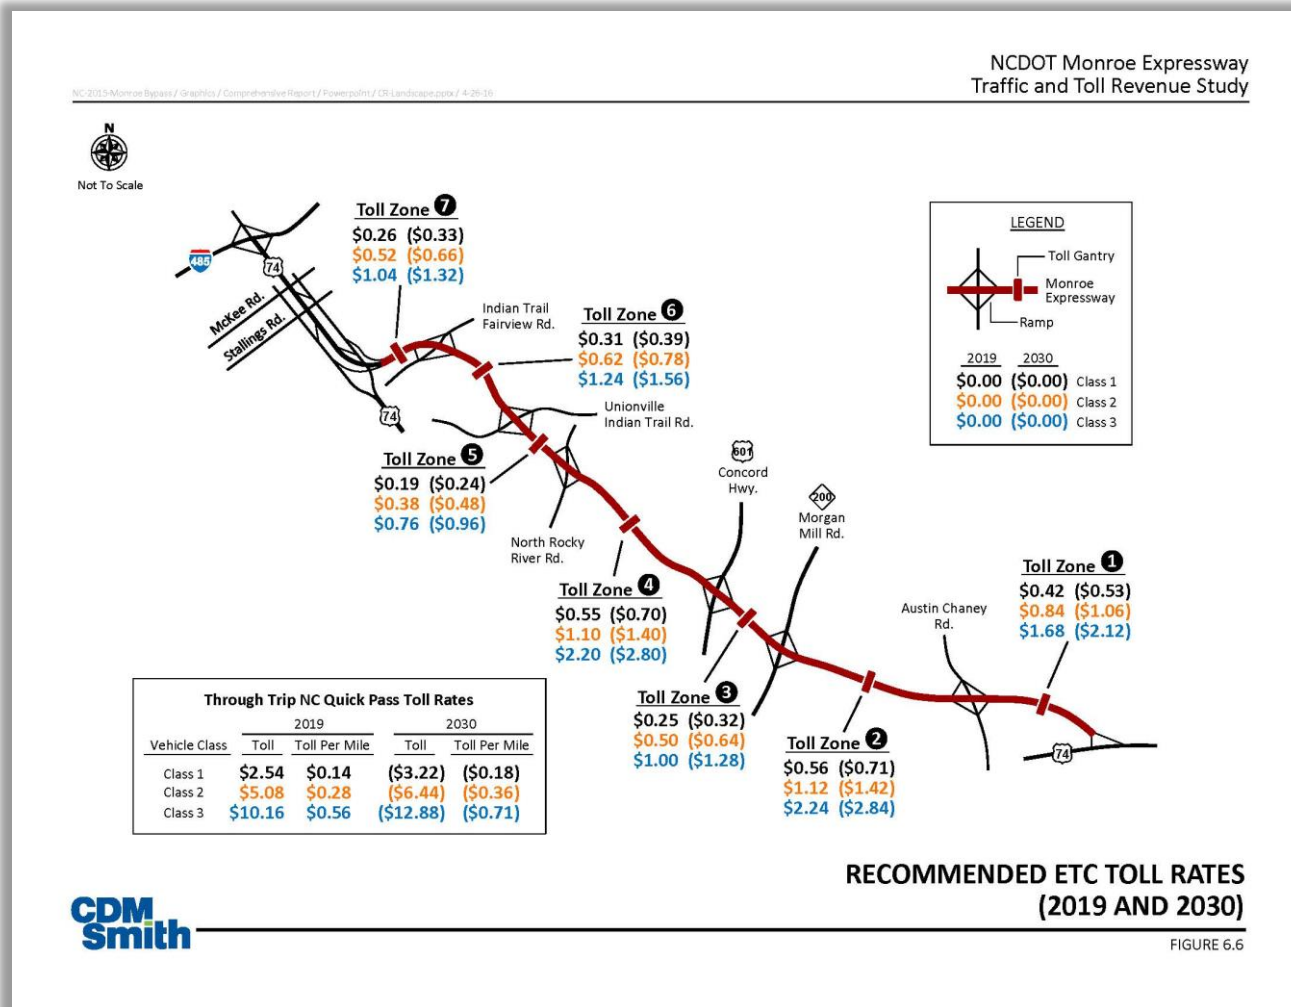 NCDOT Monroe Expressway
Traffic and Toll Revenue Study
NC-2015-Monroe Bypass / Graphics / Comprehensive Report / Powerpoint / CR-Landscape.pptx / 4-26-16
N
Not To Scale
Toll Zone 7
$0.26 ($0.33)
$0.52 ($0.66)
$1.04 ($1.32)
485
74
McKee Rd.
Stallings Rd.
74
Indian Trail
Fairview Rd.
Toll Zone 6
$0.31 ($0.39)
$0.62 ($0.78)
$1.24 ($1.56)
LEGEND
Toll Gantry
Monroe
Expressway
Ramp
2019 2030
$0.00 ($0.00) Class 1
$0.00 ($0.00) Class 2
$0.00 ($0.00) Class 3
Unionville
Indian Trail Rd.
Toll Zone 5
$0.19 ($0.24)
$0.38 ($0.48)
$0.76 ($0.96)
North Rocky
River Rd.
601
Concord
Hwy.
200
Morgan
Mill Rd.
Toll Zone 4
$0.55 ($0.70)
$1.10 ($1.40)
$2.20 ($2.80)
Toll Zone 1
$0.42 ($0.53)
$0.84 ($1.06)
$1.68 ($2.12)
Austin Chaney
Rd.
Toll Zone 3
$0.25 ($0.32)
$0.50 ($0.64)
$1.00 ($1.28)
Toll Zone 2
$0.56 ($0.71)
$1.12 ($1.42)
$2.24 ($2.84)
74
Through Trip NC Quick Pass Toll Rates
2019 2030
Vehicle Class Toll Toll Per Mile Toll Toll Per Mile
Class 1 $2.54 $0.14 ($3.22) ($0.18)
Class 2 $5.08 $0.28 ($6.44) ($0.36)
Class 3 $10.16 $0.56 ($12.88) ($0.71)
RECOMMENDED ETC TOLL RATES
(2019 AND 2030)
CDM
Smith
FIGURE 6.6